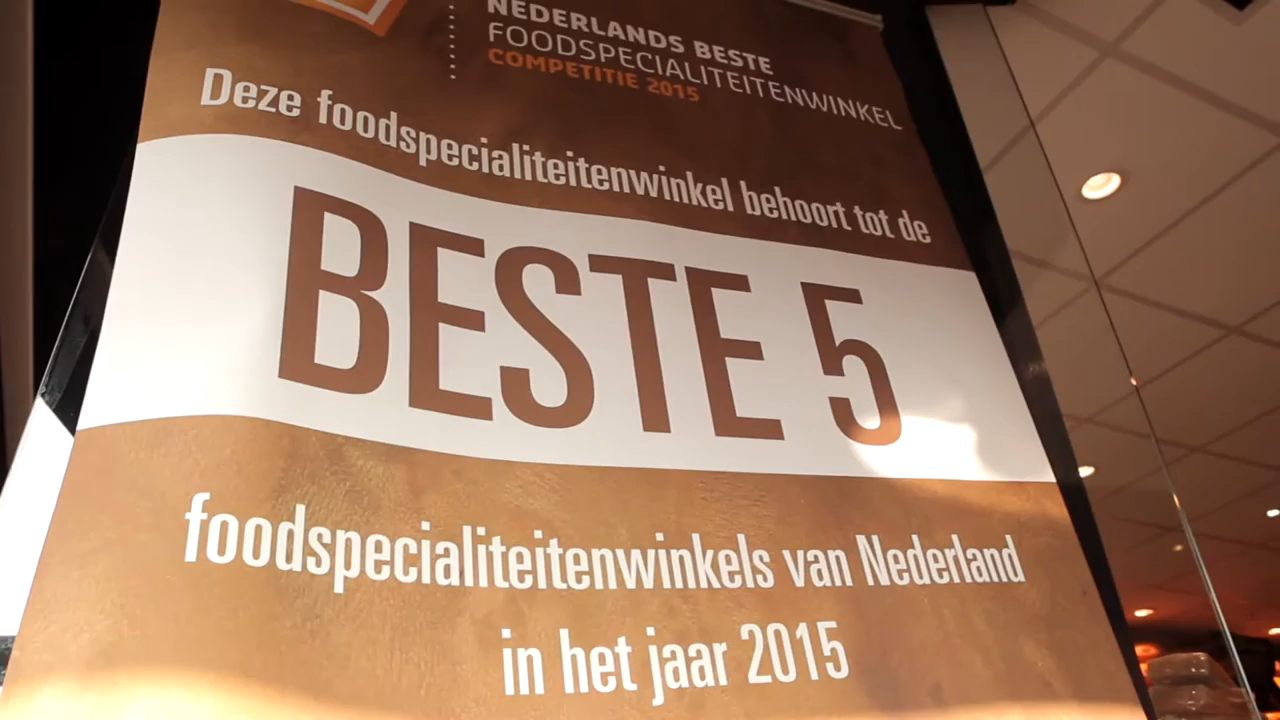 NEDERLANDS BESTE
FOODSPECIALITEITENWINKEL
COMPETITIE 2015
Deze foodspecialiteitenwinkel behoort tot de
BESTE 5
foodspecialiteitenwinkels van Nederland
in het jaar 2015